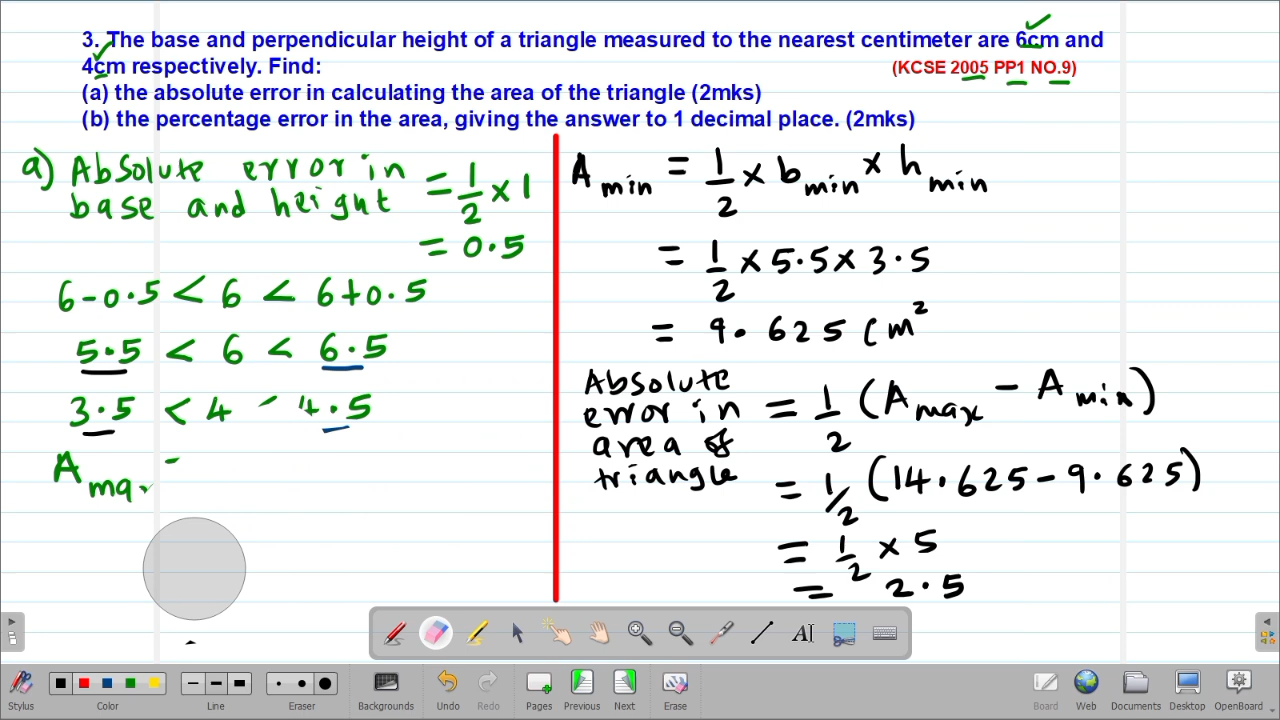 3. The base and perpendicular height of a triangle measured to the nearest centimeter are 6cm and
4cm respectively. Find:
(KCSE 2005 PP1 NO.9)
(a) the absolute error in calculating the area of the triangle (2mks)
(b) the percentage error in the area, giving the answer to 1 decimal place. (2mks)
a) Absolute error in
base and height = 1/2 × 1
= 0.5
6-0.5 < 6 < 6+0.5
5.5 < 6 < 6.5
3.5 < 4 4.5
A max
A min = 1/2 × b min × h min
= 1/2 × 5.5 × 3.5
= 9.625 cm²
Absolute
error in
area of
triangle
= 1/2 (A max - A min)
= 1/2 (14.625 - 9.625)
= 1/2 × 5
= 2.5
Stylus
Color
Line
Eraser
Backgrounds
Undo
Redo
Pages
Previous
Next
Erase
Board
Web
Documents
Desktop
OpenBoard